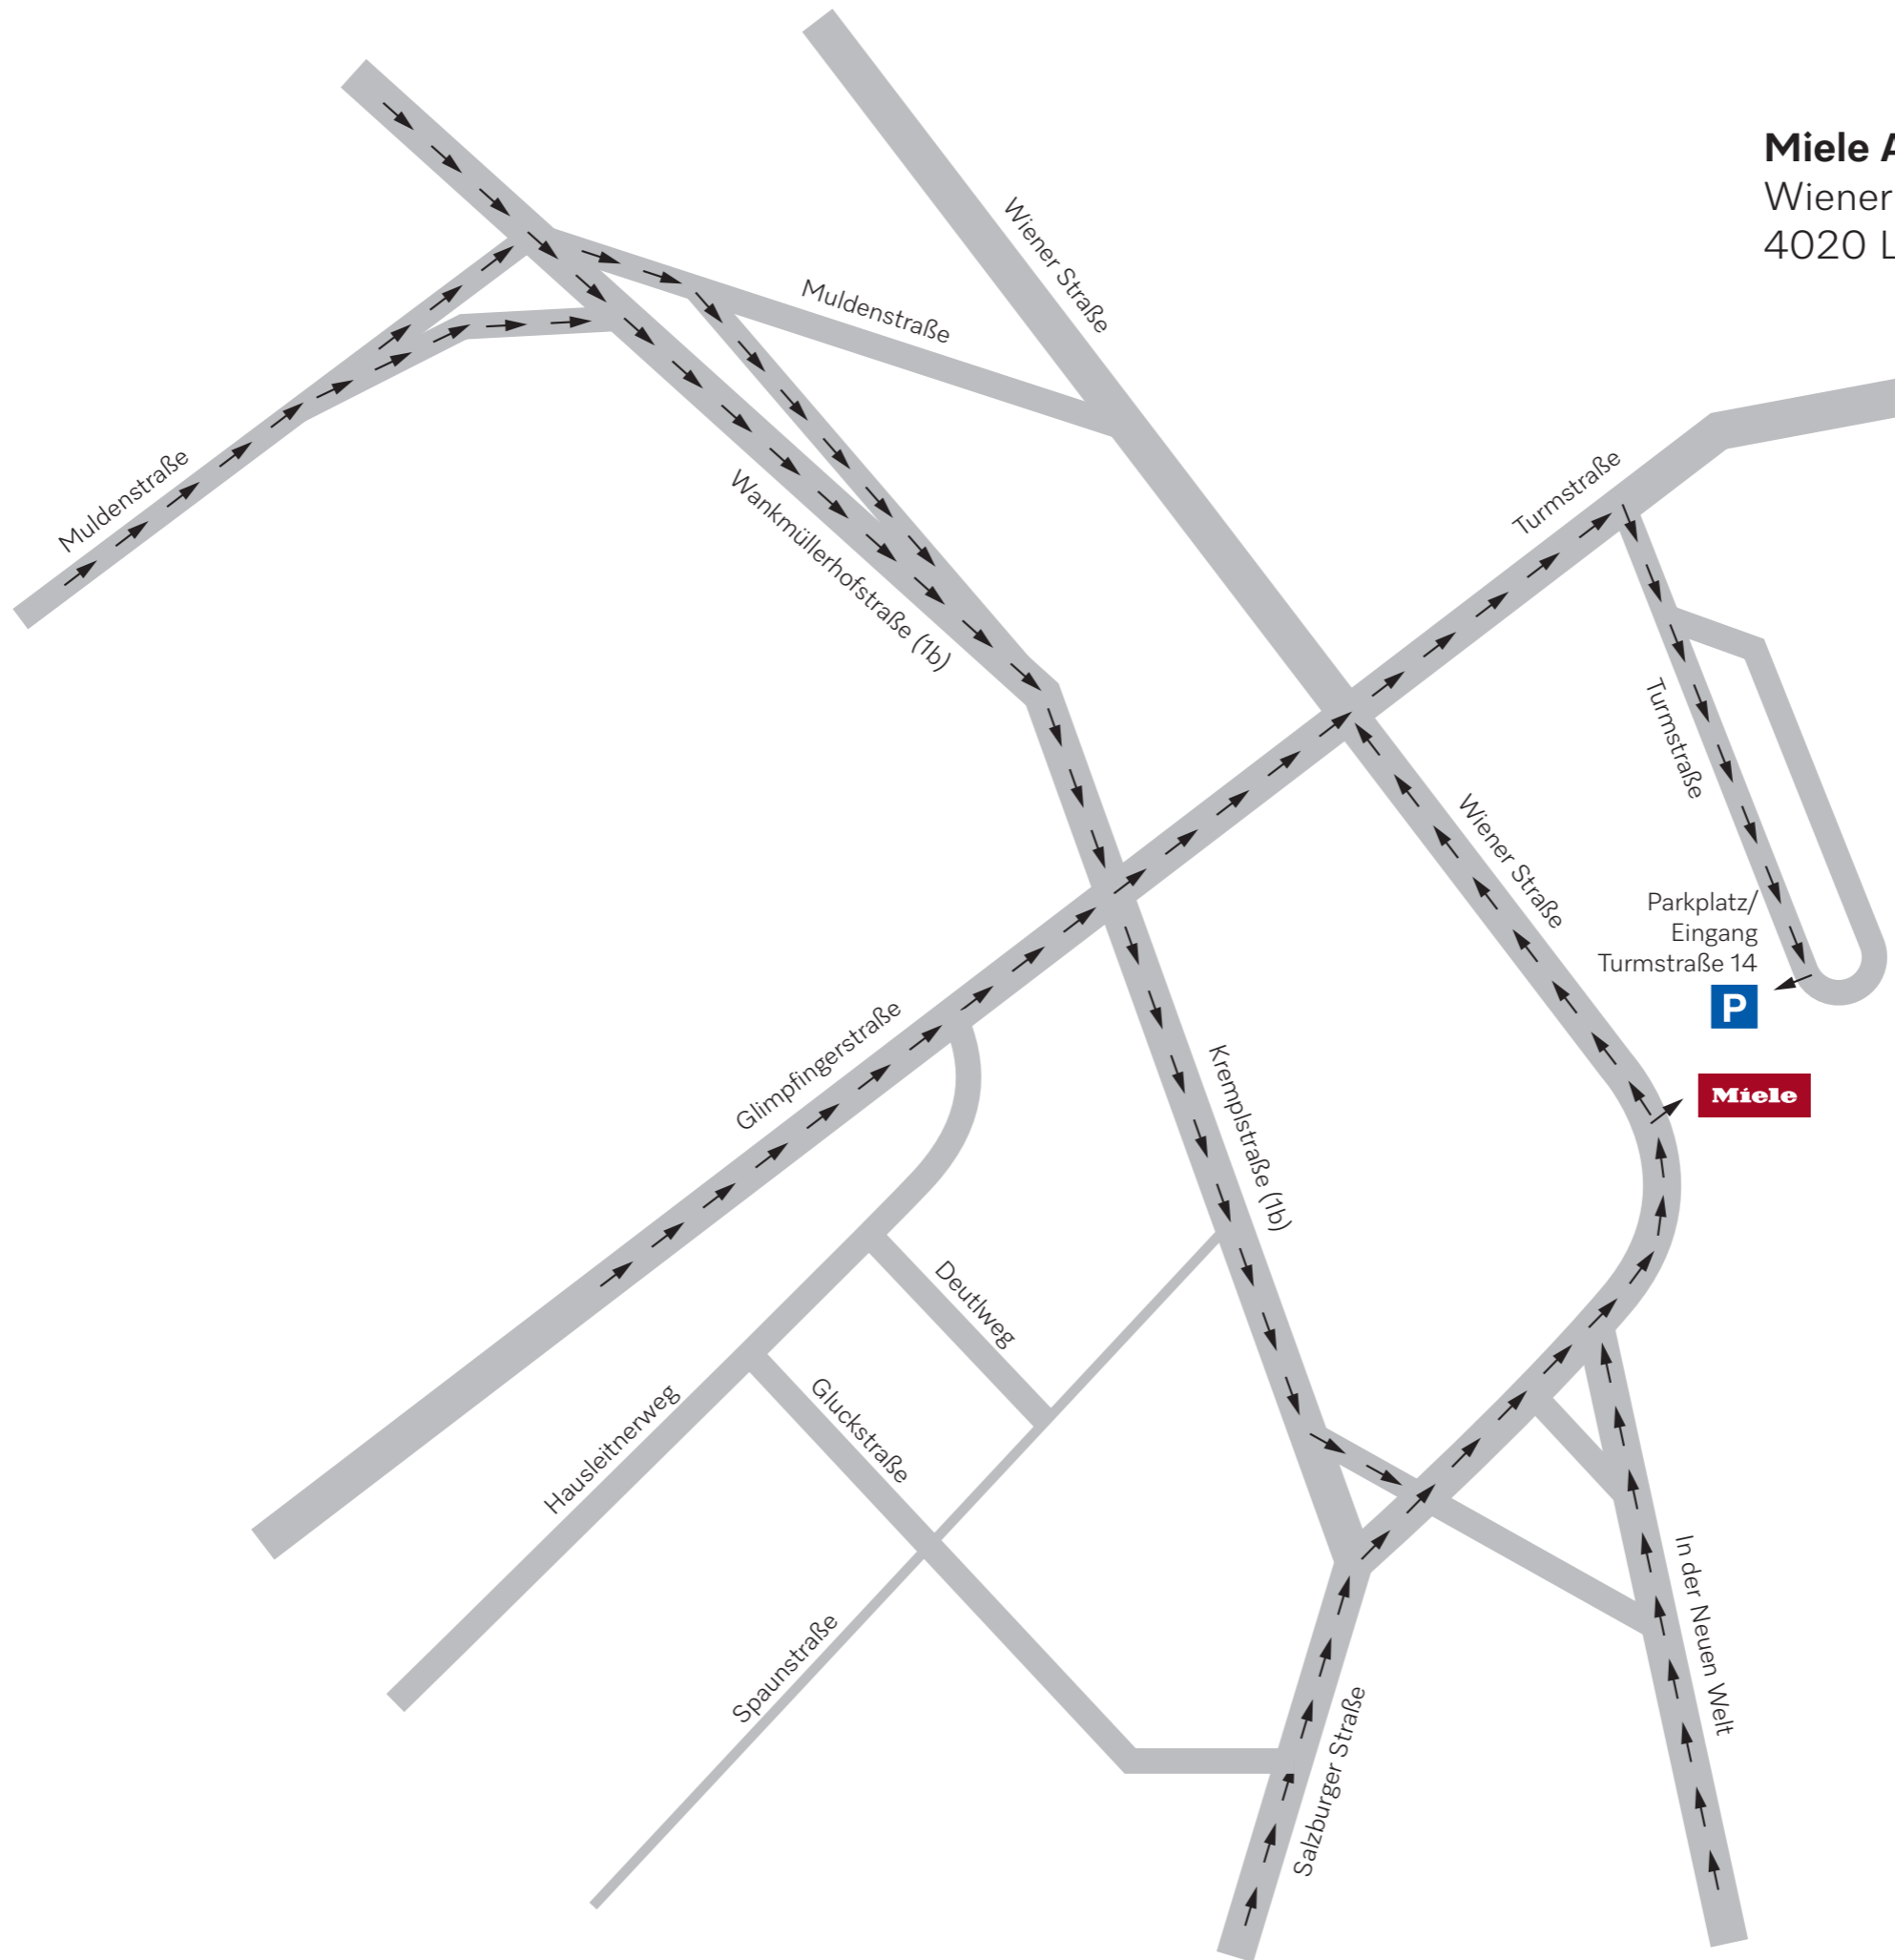 Miele A
Wiener
4020 L
Wiener Straße
Muldenstraße
Muldenstraße
Turmstraße
Wankmüllerhofstraße (1b)
Turmstraße
Wiener Straße
Parkplatz/
Eingang
Turmstraße 14
P
Miele
Glimpfingerstraße
Kremplstraße (1b)
Deutlweg
Gluckstraße
Hausleitnerweg
In der Neuen Welt
Spaunstraße
Salzburger Straße